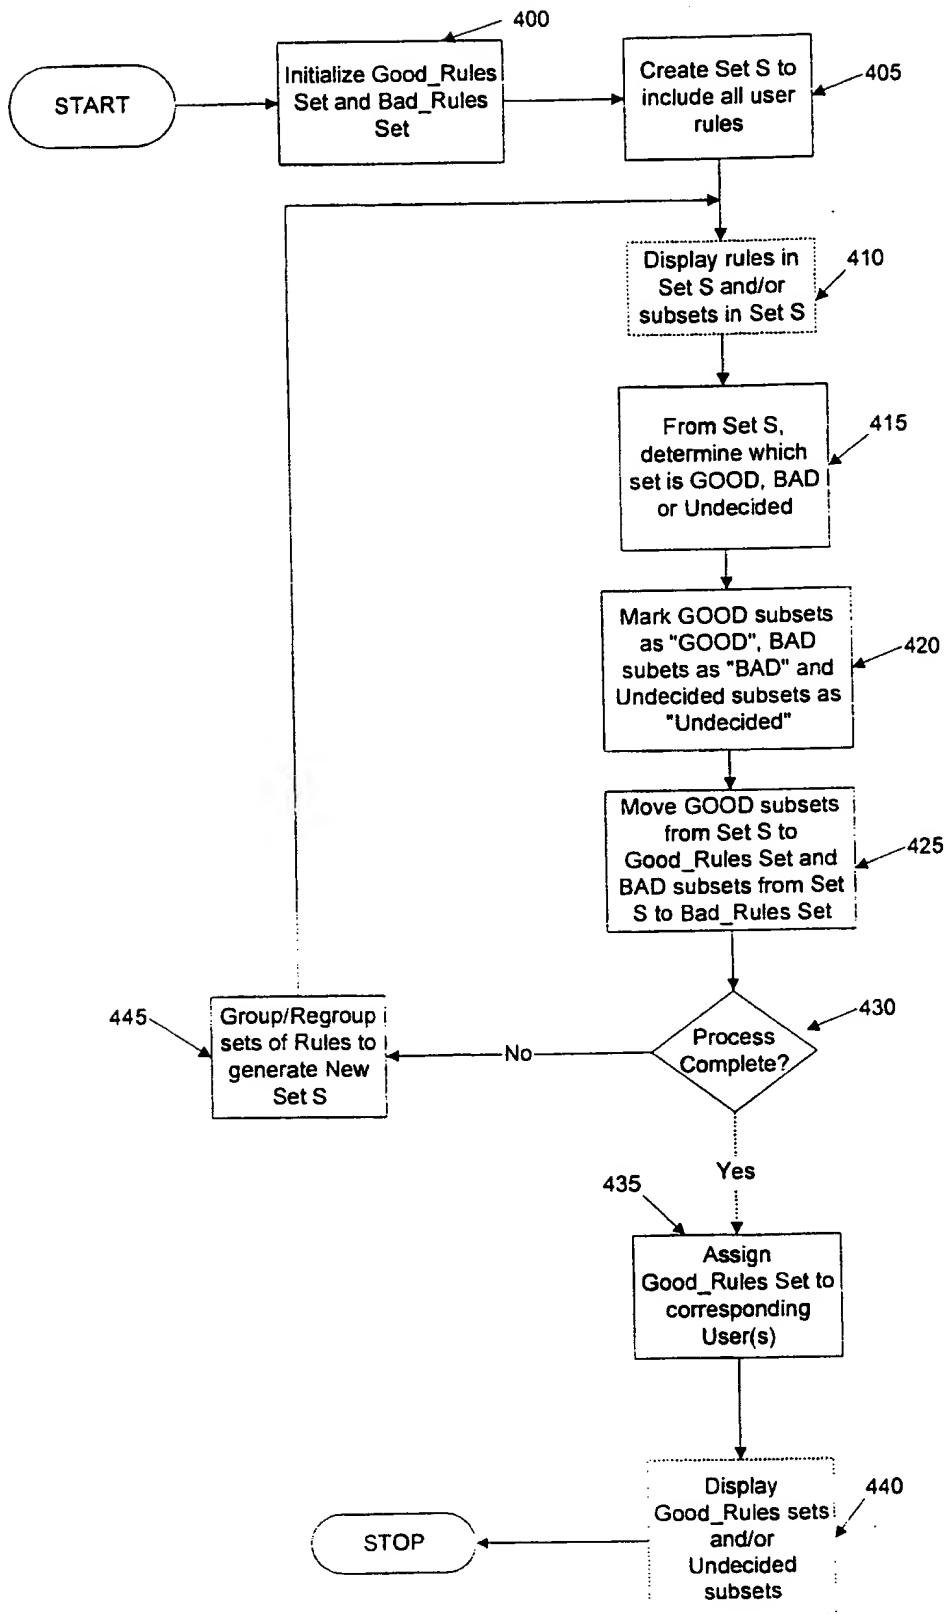 400
START
Initialize Good_Rules
Set and Bad_Rules
Set
Create Set S to
include all user
rules
405
Display rules in
Set S and/or
subsets in Set S
410
From Set S,
determine which
set is GOOD, BAD
or Undecided
415
Mark GOOD subsets
as "GOOD", BAD
subets as "BAD" and
Undecided subsets as
"Undecided"
420
Move GOOD subsets
from Set S to
Good_Rules Set and
BAD subsets from Set
S to Bad_Rules Set
425
430
Process
Complete?
No
445
Group/Regroup
sets of Rules to
generate New
Set S
Yes
435
Assign
Good_Rules Set to
corresponding
User(s)
440
Display
Good_Rules sets
and/or
Undecided
subsets
STOP